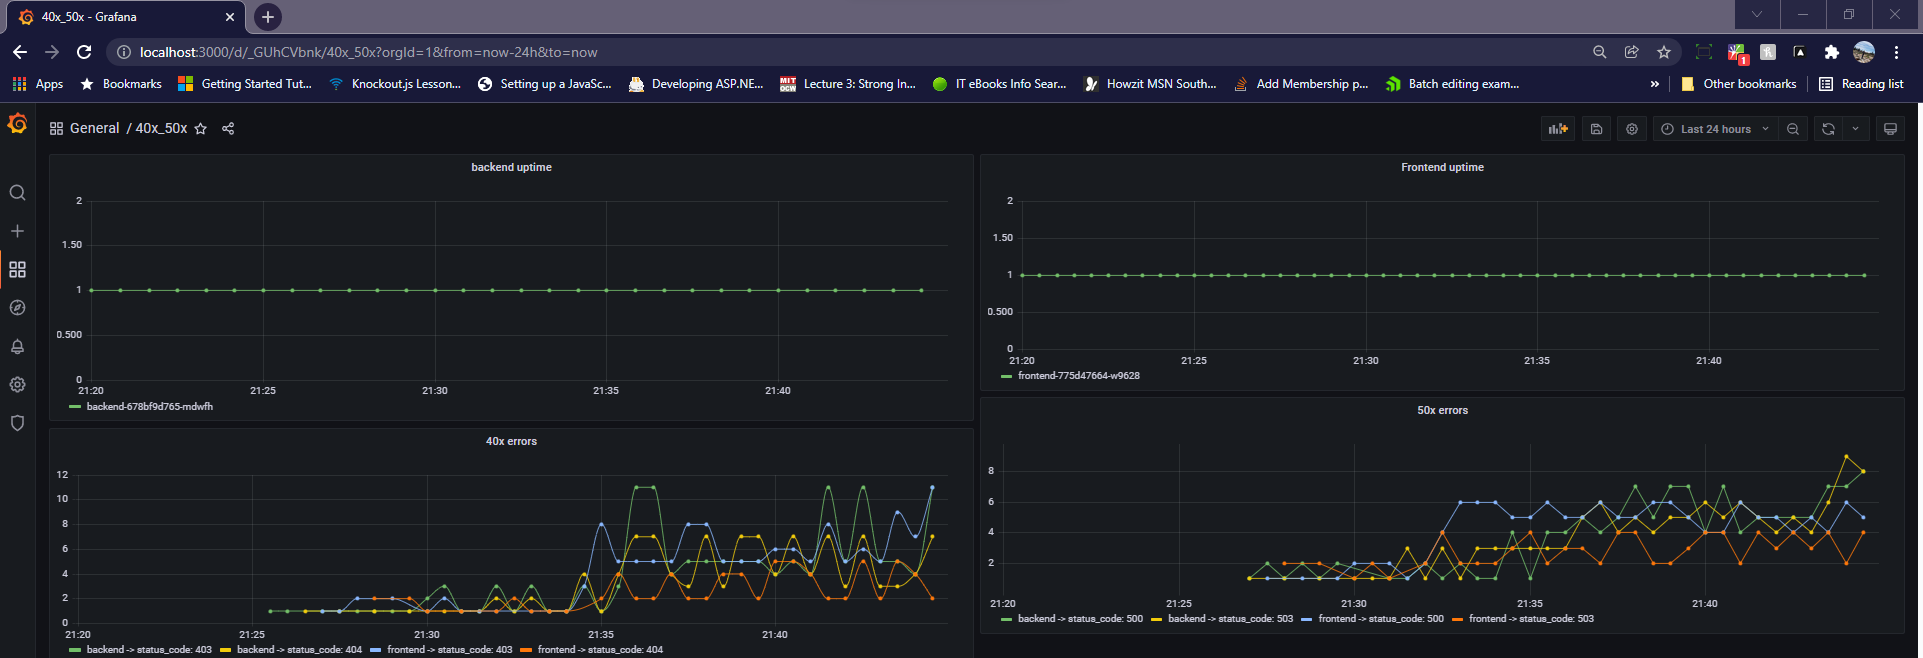 40x_50x - Grafana
localhost:3000/d/_GUhCVbnk/40x_50x?orgId=1&from=now-24h&to=now
1
Apps Bookmarks Getting Started Tut... Knockout.js Lesson... Setting up a JavaSc... Developing ASP.NE... MIT OCW Lecture 3: Strong In... IT eBooks Info Sear... Howzit MSN South... Add Membership p... Batch editing exam... » Other bookmarks Reading list
General / 40x_50x
Last 24 hours
backend uptime
2
1.50
1
0.500
0
21:20 21:25 21:30 21:35 21:40
backend-678bf9d765-mdwfh
Frontend uptime
2
1.50
1
0.500
0
21:20 21:25 21:30 21:35 21:40
frontend-775d47664-w9628
40x errors
12
10
8
6
4
2
0
21:20 21:25 21:30 21:35 21:40
backend -> status_code: 403 backend -> status_code: 404 frontend -> status_code: 403 frontend -> status_code: 404
50x errors
8
6
4
2
21:20 21:25 21:30 21:35 21:40
backend -> status_code: 500 backend -> status_code: 503 frontend -> status_code: 500 frontend -> status_code: 503